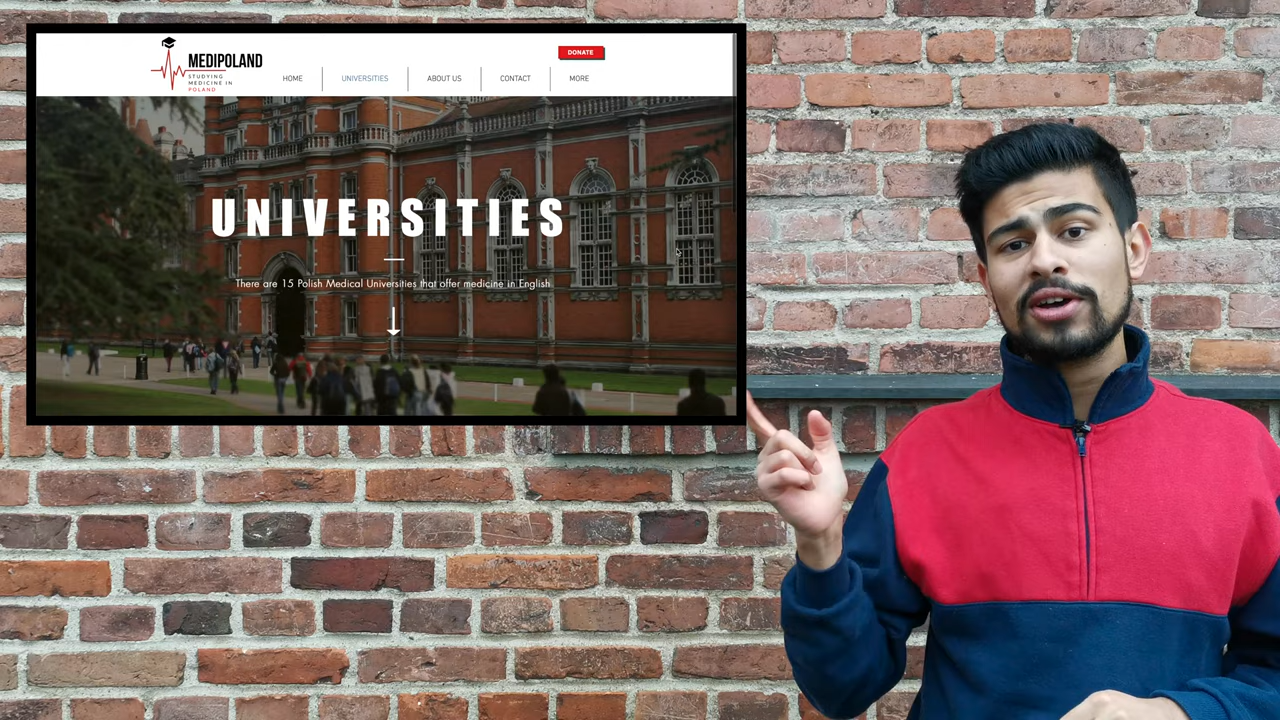 MEDIPOLAND
STUDYING
MEDICINE IN
POLAND
DONATE
HOME
UNIVERSITIES
ABOUT US
CONTACT
MORE
UNIVERSITIES
There are 15 Polish Medical Universities that offer medicine in English